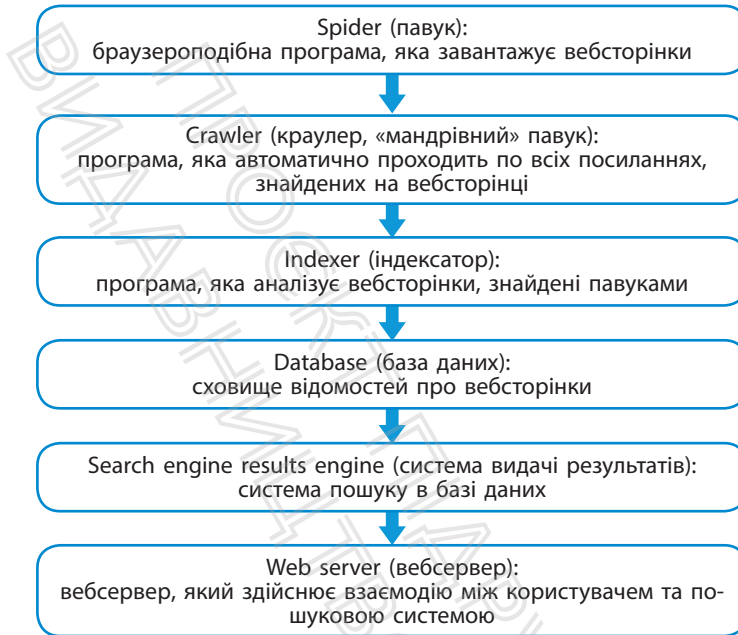 Spider (павук):
браузероподібна програма, яка завантажує вебсторінки
Crawler (краулер, «мандрівний» павук):
програма, яка автоматично проходить по всіх посиланнях,
знайдених на вебсторінці
Indexer (індексатор):
програма, яка аналізує вебсторінки, знайдені павуками
Database (база даних):
сховище відомостей про вебсторінки
Search engine results engine (система видачі результатів):
система пошуку в базі даних
Web server (вебсервер):
вебсервер, який здійснює взаємодію між користувачем та по-
шуковою системою
ПРОЄКТ ПІДРУ
ВИДАВНИЦТВО